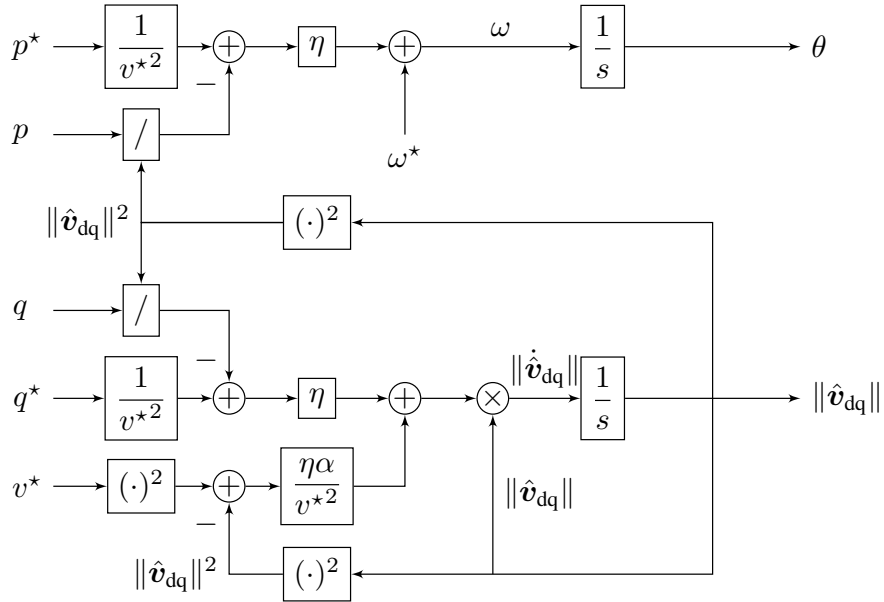 p⋆ 1/v⋆² + η + ω 1/s θ
−
p / ω⋆
‖v̂dq‖² (·)²
q /
−
q⋆ 1/v⋆² + η + × ‖v̂̇dq‖ 1/s ‖v̂dq‖
v⋆ (·)² + ηα/v⋆² ‖v̂dq‖
−
‖v̂dq‖² (·)²